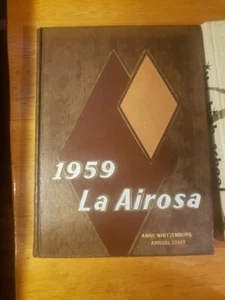 1959
La Airosa
ANNE WHITTENBURG
ANNUAL STAFF